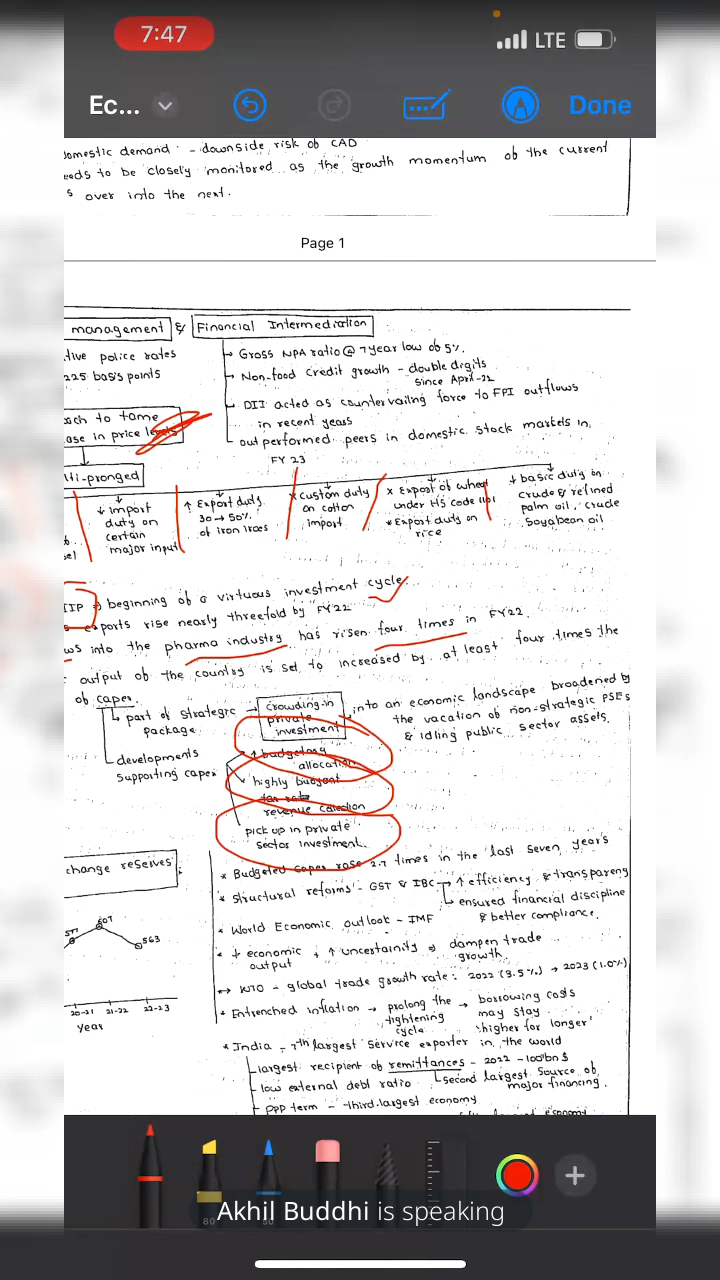 7:47
LTE
Ec...
Done
domestic demand - downside risk of CAD
eeds to be closely monitored as the growth momentum of the current
s over into the next.
Page 1
management & Financial Intermediation
tive police rates
225 basis points
→ Gross NPA ratio @ 7 year low of 5%.
→ Non-food credit growth - double digits
since April-22
DII acted as countervailng force to FPI outflows
in recent years
out performed peers in domestic stock markets in
FY 23
ach to tame
ase in price levels
lti-pronged
↓ import
duty on
certain
major input
↑ Export duty
30 → 50%
of iron
x custom duty
on cotton
import
x Export of wheat
under HS code 1101
* Export duty on
rice
↓ basic duty on
crude & refined
palm oil, crude
Soyabean oil
sel
IIP → beginning of a virtuous investment cycle.
exports rise nearly threefold by FY22
ws into the pharma industry has risen four times in FY22
output of the country is set to increased by at least four times the
of capex
part of strategic
package
developments
supporting capex
→ crowding-in
private
investment
into an economic landscape broadened by
the vacation of non-strategic PSEs
& idling public sector assets.
↑ budgetary
allocation
highly buoyant
revenue collection
pick up in private
sector investment.
change reserves
577
607
563
20-21 21-22 22-23
year
* Budgeted capex rose 2.7 times in the last seven years
* Structural reforms - GST & IBC → ↑ efficiency & transpareny
ensured financial discipline
& better compliance.
* World Economic outlook - IMF
* ↓ economic + ↑ uncertainity ⇒ dampen trade
output
growth
↦ WTO - global trade growth rate: 2022 (3.5%) → 2023 (1.0%)
* Entrenched inflation → prolong the → borrowing costs
tightening
cycle
may stay
'higher for longer'
* India - 7th largest service exporter in the world
largest recipient of remittances - 2022 - 100bn $
second largest source of
major financing.
low external debt ratio
PPP term - third largest economy
economy
80
50
Akhil Buddhi is speaking